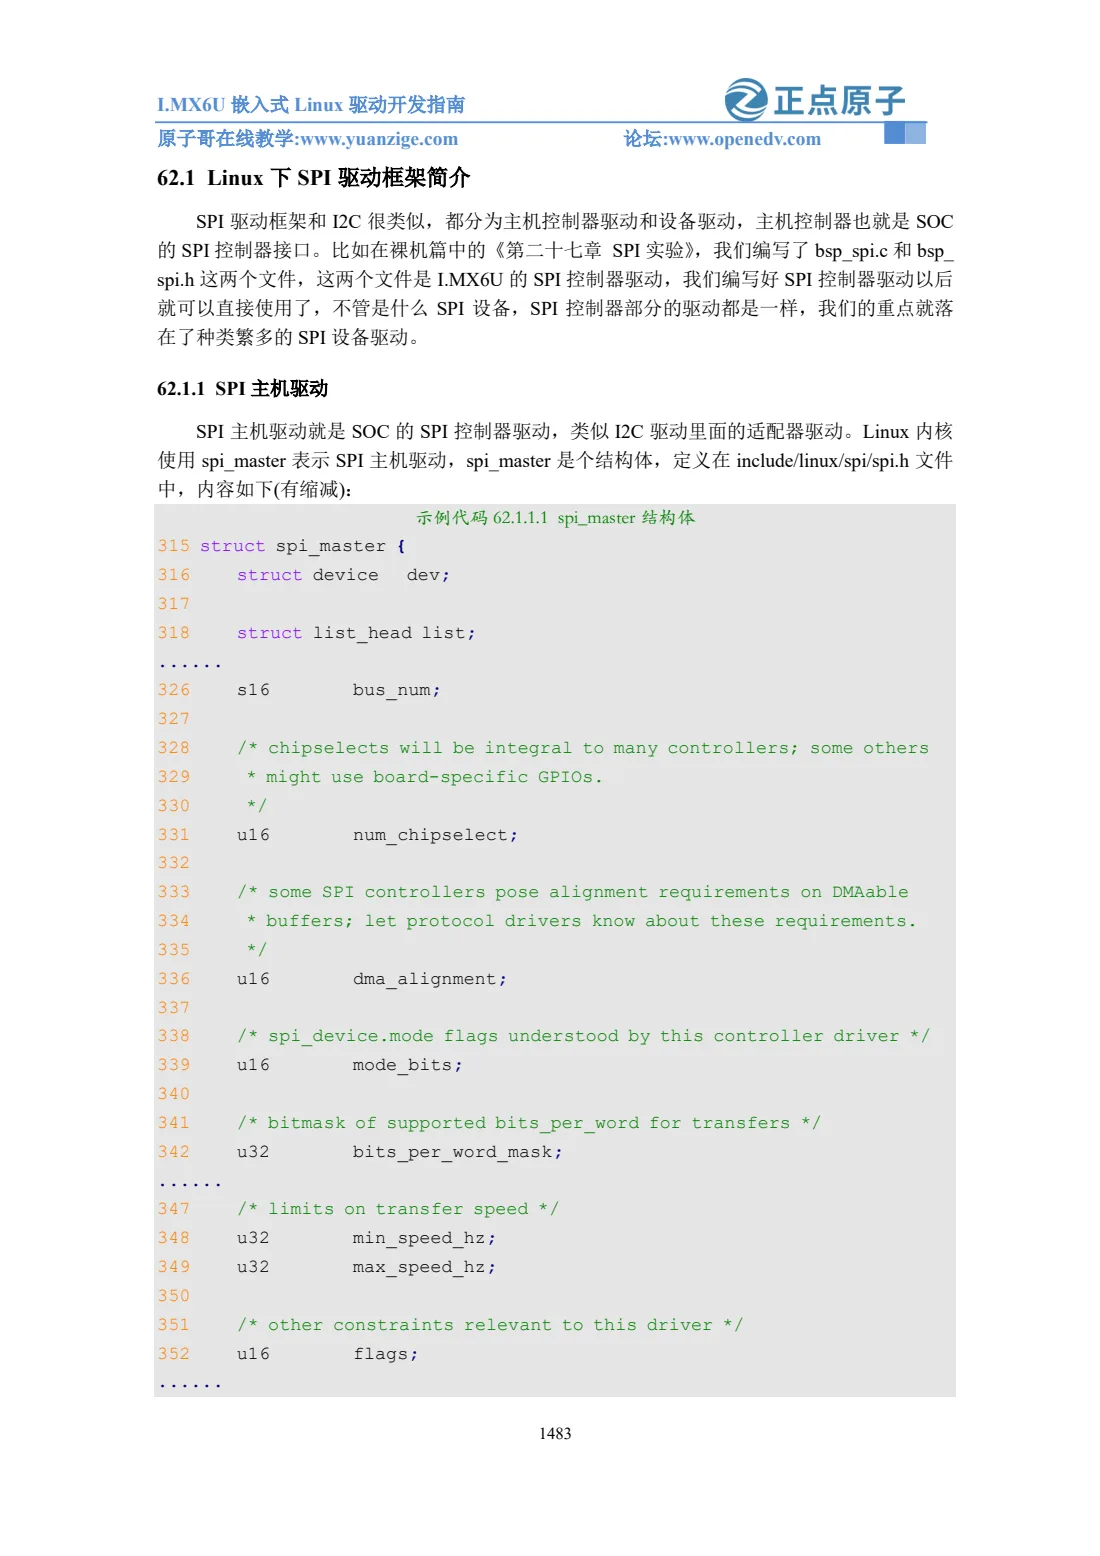 I.MX6U 嵌入式 Linux 驱动开发指南
正点原子
原子哥在线教学:www.yuanzige.com 论坛:www.openedv.com
62.1 Linux 下 SPI 驱动框架简介
SPI 驱动框架和 I2C 很类似，都分为主机控制器驱动和设备驱动，主机控制器也就是 SOC
的 SPI 控制器接口。比如在裸机篇中的《第二十七章 SPI 实验》，我们编写了 bsp_spi.c 和 bsp_
spi.h 这两个文件，这两个文件是 I.MX6U 的 SPI 控制器驱动，我们编写好 SPI 控制器驱动以后
就可以直接使用了，不管是什么 SPI 设备，SPI 控制器部分的驱动都是一样，我们的重点就落
在了种类繁多的 SPI 设备驱动。
62.1.1 SPI 主机驱动
SPI 主机驱动就是 SOC 的 SPI 控制器驱动，类似 I2C 驱动里面的适配器驱动。Linux 内核
使用 spi_master 表示 SPI 主机驱动，spi_master 是个结构体，定义在 include/linux/spi/spi.h 文件
中，内容如下(有缩减)：
示例代码 62.1.1.1 spi_master 结构体
315 struct spi_master {
316     struct device   dev;
317
318     struct list_head list;
......
326     s16        bus_num;
327
328     /* chipselects will be integral to many controllers; some others
329      * might use board-specific GPIOs.
330      */
331     u16        num_chipselect;
332
333     /* some SPI controllers pose alignment requirements on DMAable
334      * buffers; let protocol drivers know about these requirements.
335      */
336     u16        dma_alignment;
337
338     /* spi_device.mode flags understood by this controller driver */
339     u16        mode_bits;
340
341     /* bitmask of supported bits_per_word for transfers */
342     u32        bits_per_word_mask;
......
347     /* limits on transfer speed */
348     u32        min_speed_hz;
349     u32        max_speed_hz;
350
351     /* other constraints relevant to this driver */
352     u16        flags;
......
1483